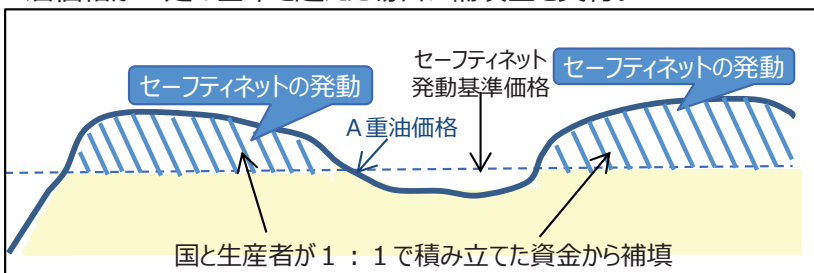 セーフティネットの発動
セーフティネット
発動基準価格
セーフティネットの発動
A重油価格
国と生産者が１：１で積み立てた資金から補填